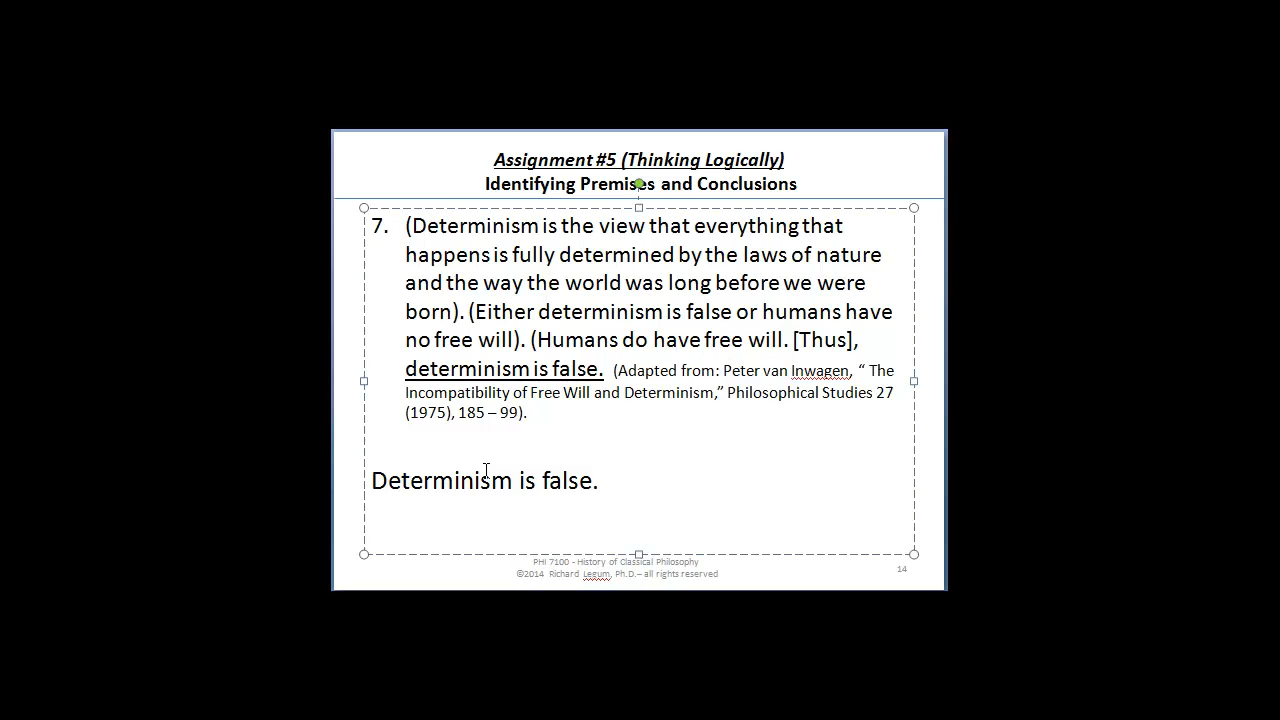 Assignment #5 (Thinking Logically)
Identifying Premises and Conclusions
7. (Determinism is the view that everything that
happens is fully determined by the laws of nature
and the way the world was long before we were
born). (Either determinism is false or humans have
no free will). (Humans do have free will. [Thus],
determinism is false. (Adapted from: Peter van Inwagen, “ The
Incompatibility of Free Will and Determinism,” Philosophical Studies 27
(1975), 185 – 99).
Determinism is false.
PHI 7100 - History of Classical Philosophy
©2014 Richard Legum, Ph.D.– all rights reserved
14